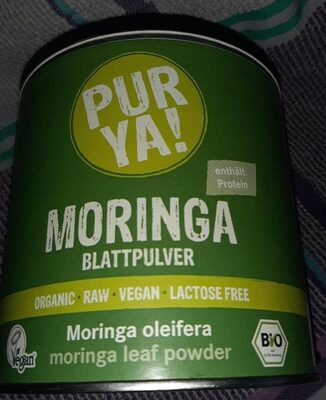 PUR
YA!
enthält
Protein
MORINGA
BLATTPULVER
ORGANIC · RAW · VEGAN · LACTOSE FREE
Moringa oleifera
moringa leaf powder
Vegan
BIO